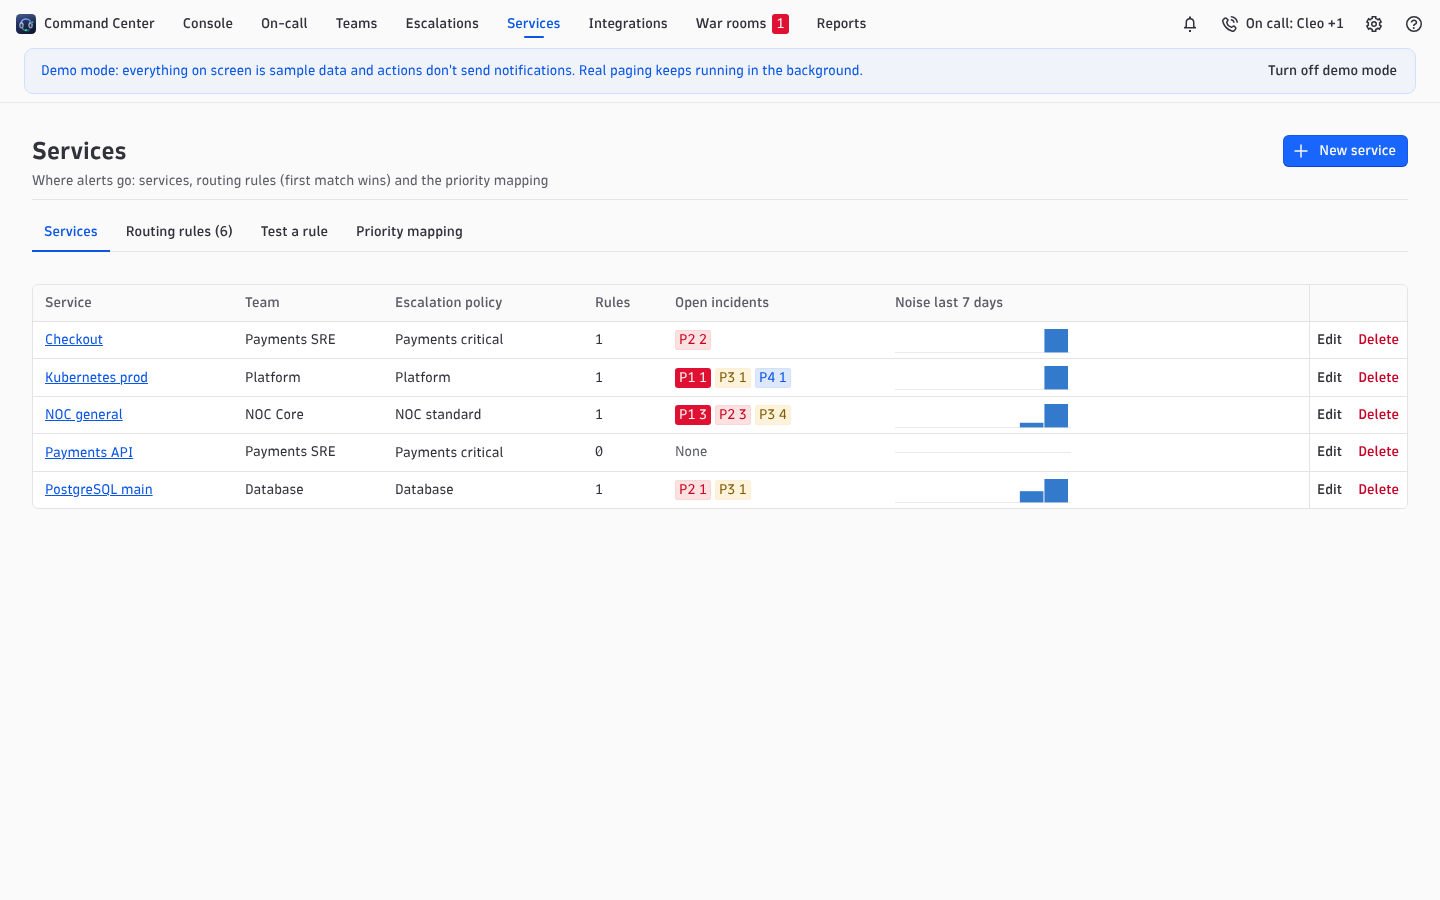 Command Center Console On-call Teams Escalations Services Integrations War rooms 1 Reports On call: Cleo +1
Demo mode: everything on screen is sample data and actions don't send notifications. Real paging keeps running in the background. Turn off demo mode
Services
New service
Where alerts go: services, routing rules (first match wins) and the priority mapping
Services Routing rules (6) Test a rule Priority mapping
Service Team Escalation policy Rules Open incidents Noise last 7 days
Checkout Payments SRE Payments critical 1 P2 2 Edit Delete
Kubernetes prod Platform Platform 1 P1 1 P3 1 P4 1 Edit Delete
NOC general NOC Core NOC standard 1 P1 3 P2 3 P3 4 Edit Delete
Payments API Payments SRE Payments critical 0 None Edit Delete
PostgreSQL main Database Database 1 P2 1 P3 1 Edit Delete